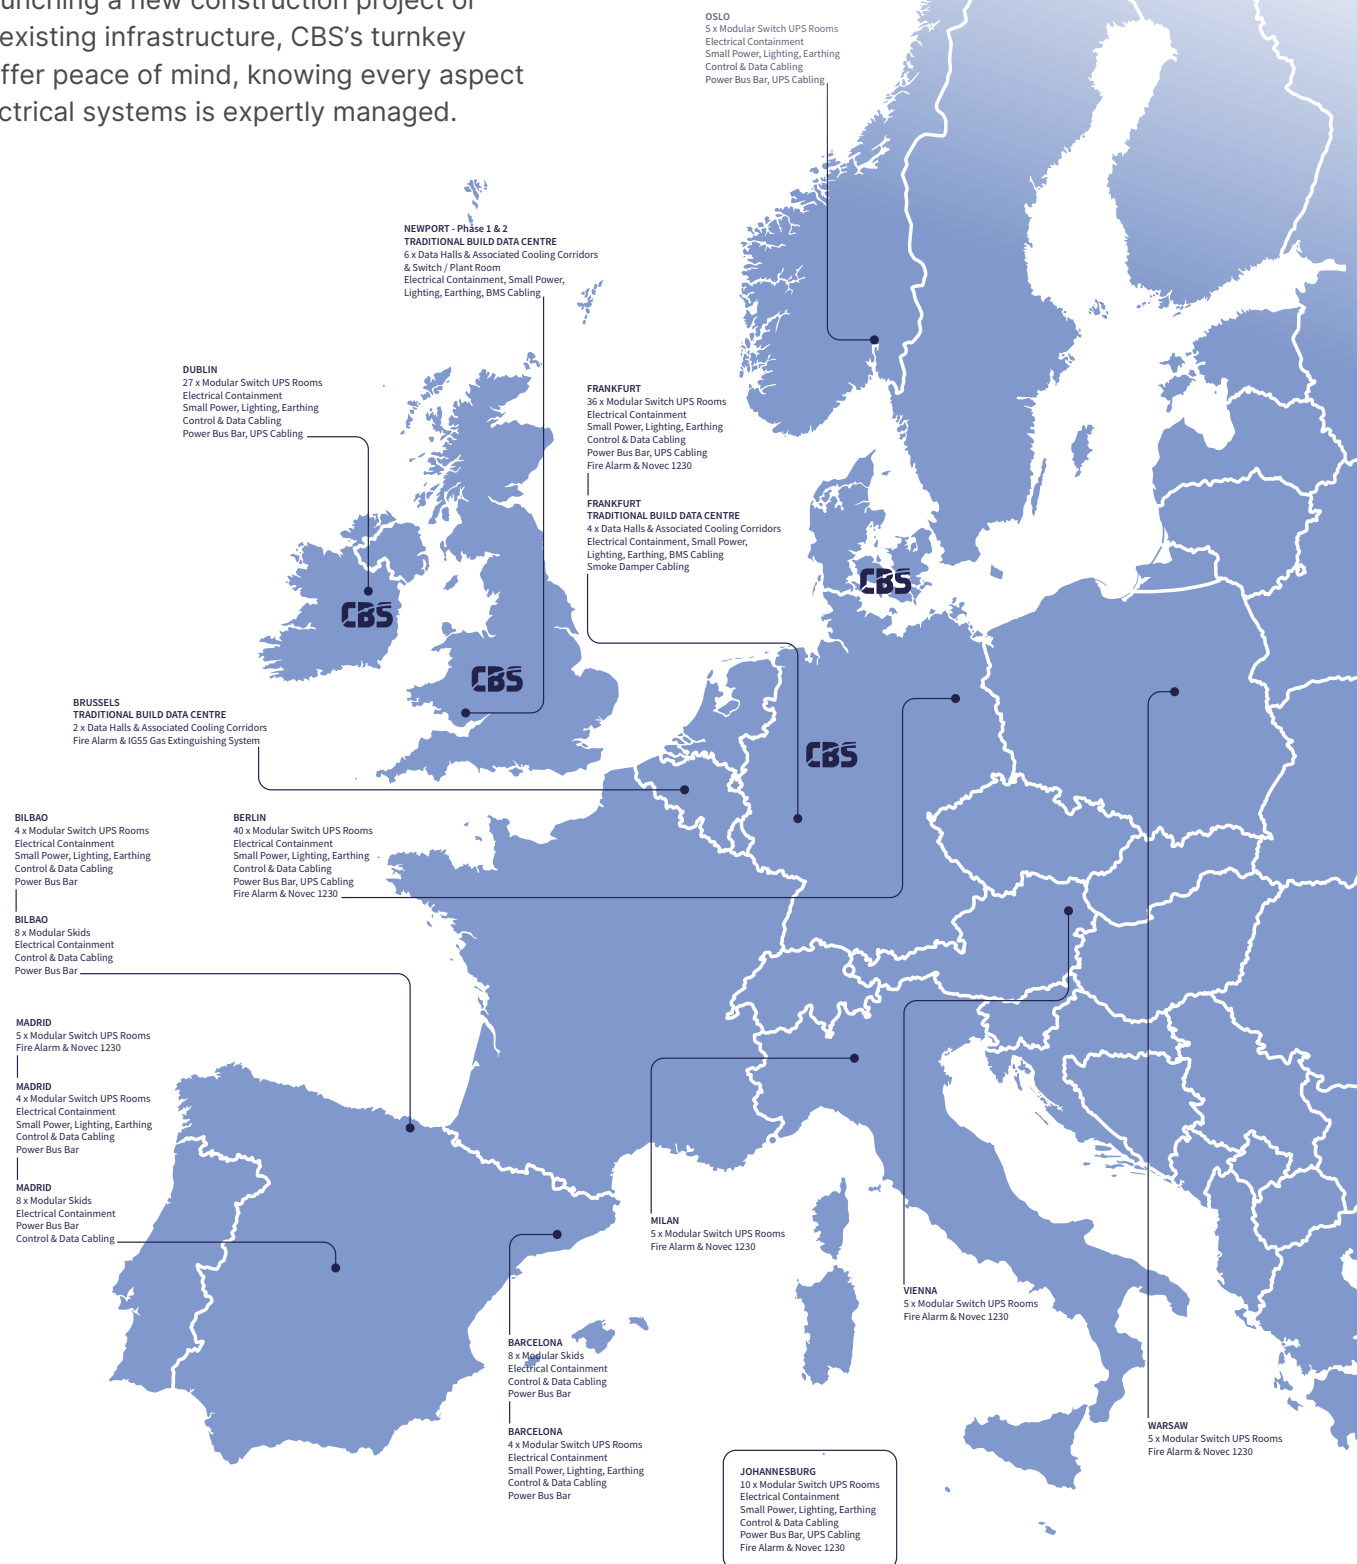 unching a new construction project or
existing infrastructure, CBS's turnkey
ffer peace of mind, knowing every aspect
ctrical systems is expertly managed.
OSLO
5 x Modular Switch UPS Rooms
Electrical Containment
Small Power, Lighting, Earthing
Control & Data Cabling
Power Bus Bar, UPS Cabling
NEWPORT - Phase 1 & 2
TRADITIONAL BUILD DATA CENTRE
6 x Data Halls & Associated Cooling Corridors
& Switch / Plant Room
Electrical Containment, Small Power,
Lighting, Earthing, BMS Cabling
DUBLIN
27 x Modular Switch UPS Rooms
Electrical Containment
Small Power, Lighting, Earthing
Control & Data Cabling
Power Bus Bar, UPS Cabling
FRANKFURT
36 x Modular Switch UPS Rooms
Electrical Containment
Small Power, Lighting, Earthing
Control & Data Cabling
Power Bus Bar, UPS Cabling
Fire Alarm & Novec 1230
FRANKFURT
TRADITIONAL BUILD DATA CENTRE
4 x Data Halls & Associated Cooling Corridors
Electrical Containment, Small Power,
Lighting, Earthing, BMS Cabling
Smoke Damper Cabling
CBS
CBS
CBS
CBS
BRUSSELS
TRADITIONAL BUILD DATA CENTRE
2 x Data Halls & Associated Cooling Corridors
Fire Alarm & IG55 Gas Extinguishing System
BILBAO
4 x Modular Switch UPS Rooms
Electrical Containment
Small Power, Lighting, Earthing
Control & Data Cabling
Power Bus Bar
BERLIN
40 x Modular Switch UPS Rooms
Electrical Containment
Small Power, Lighting, Earthing
Control & Data Cabling
Power Bus Bar, UPS Cabling
Fire Alarm & Novec 1230
BILBAO
8 x Modular Skids
Electrical Containment
Control & Data Cabling
Power Bus Bar
MADRID
5 x Modular Switch UPS Rooms
Fire Alarm & Novec 1230
MADRID
4 x Modular Switch UPS Rooms
Electrical Containment
Small Power, Lighting, Earthing
Control & Data Cabling
Power Bus Bar
MADRID
8 x Modular Skids
Electrical Containment
Power Bus Bar
Control & Data Cabling
MILAN
5 x Modular Switch UPS Rooms
Fire Alarm & Novec 1230
VIENNA
5 x Modular Switch UPS Rooms
Fire Alarm & Novec 1230
BARCELONA
8 x Modular Skids
Electrical Containment
Control & Data Cabling
Power Bus Bar
BARCELONA
4 x Modular Switch UPS Rooms
Electrical Containment
Small Power, Lighting, Earthing
Control & Data Cabling
Power Bus Bar
WARSAW
5 x Modular Switch UPS Rooms
Fire Alarm & Novec 1230
JOHANNESBURG
10 x Modular Switch UPS Rooms
Electrical Containment
Small Power, Lighting, Earthing
Control & Data Cabling
Power Bus Bar, UPS Cabling
Fire Alarm & Novec 1230